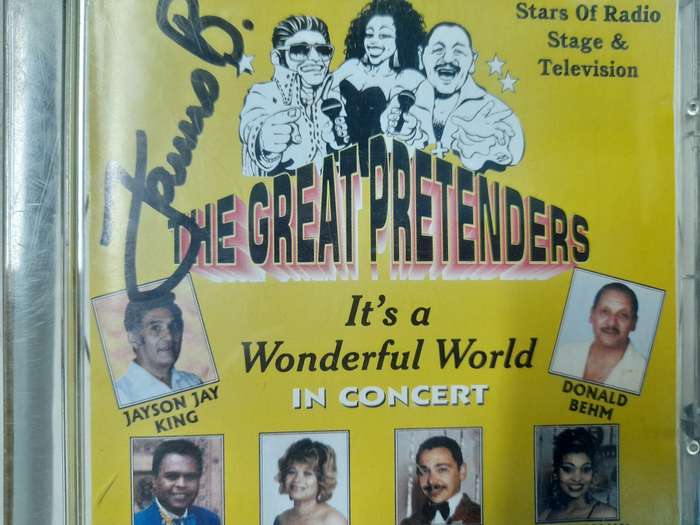 Stars Of Radio
Stage &
Television
THE GREAT PRETENDERS
It's a
Wonderful World
IN CONCERT
JAYSON JAY
KING
DONALD
BEHM